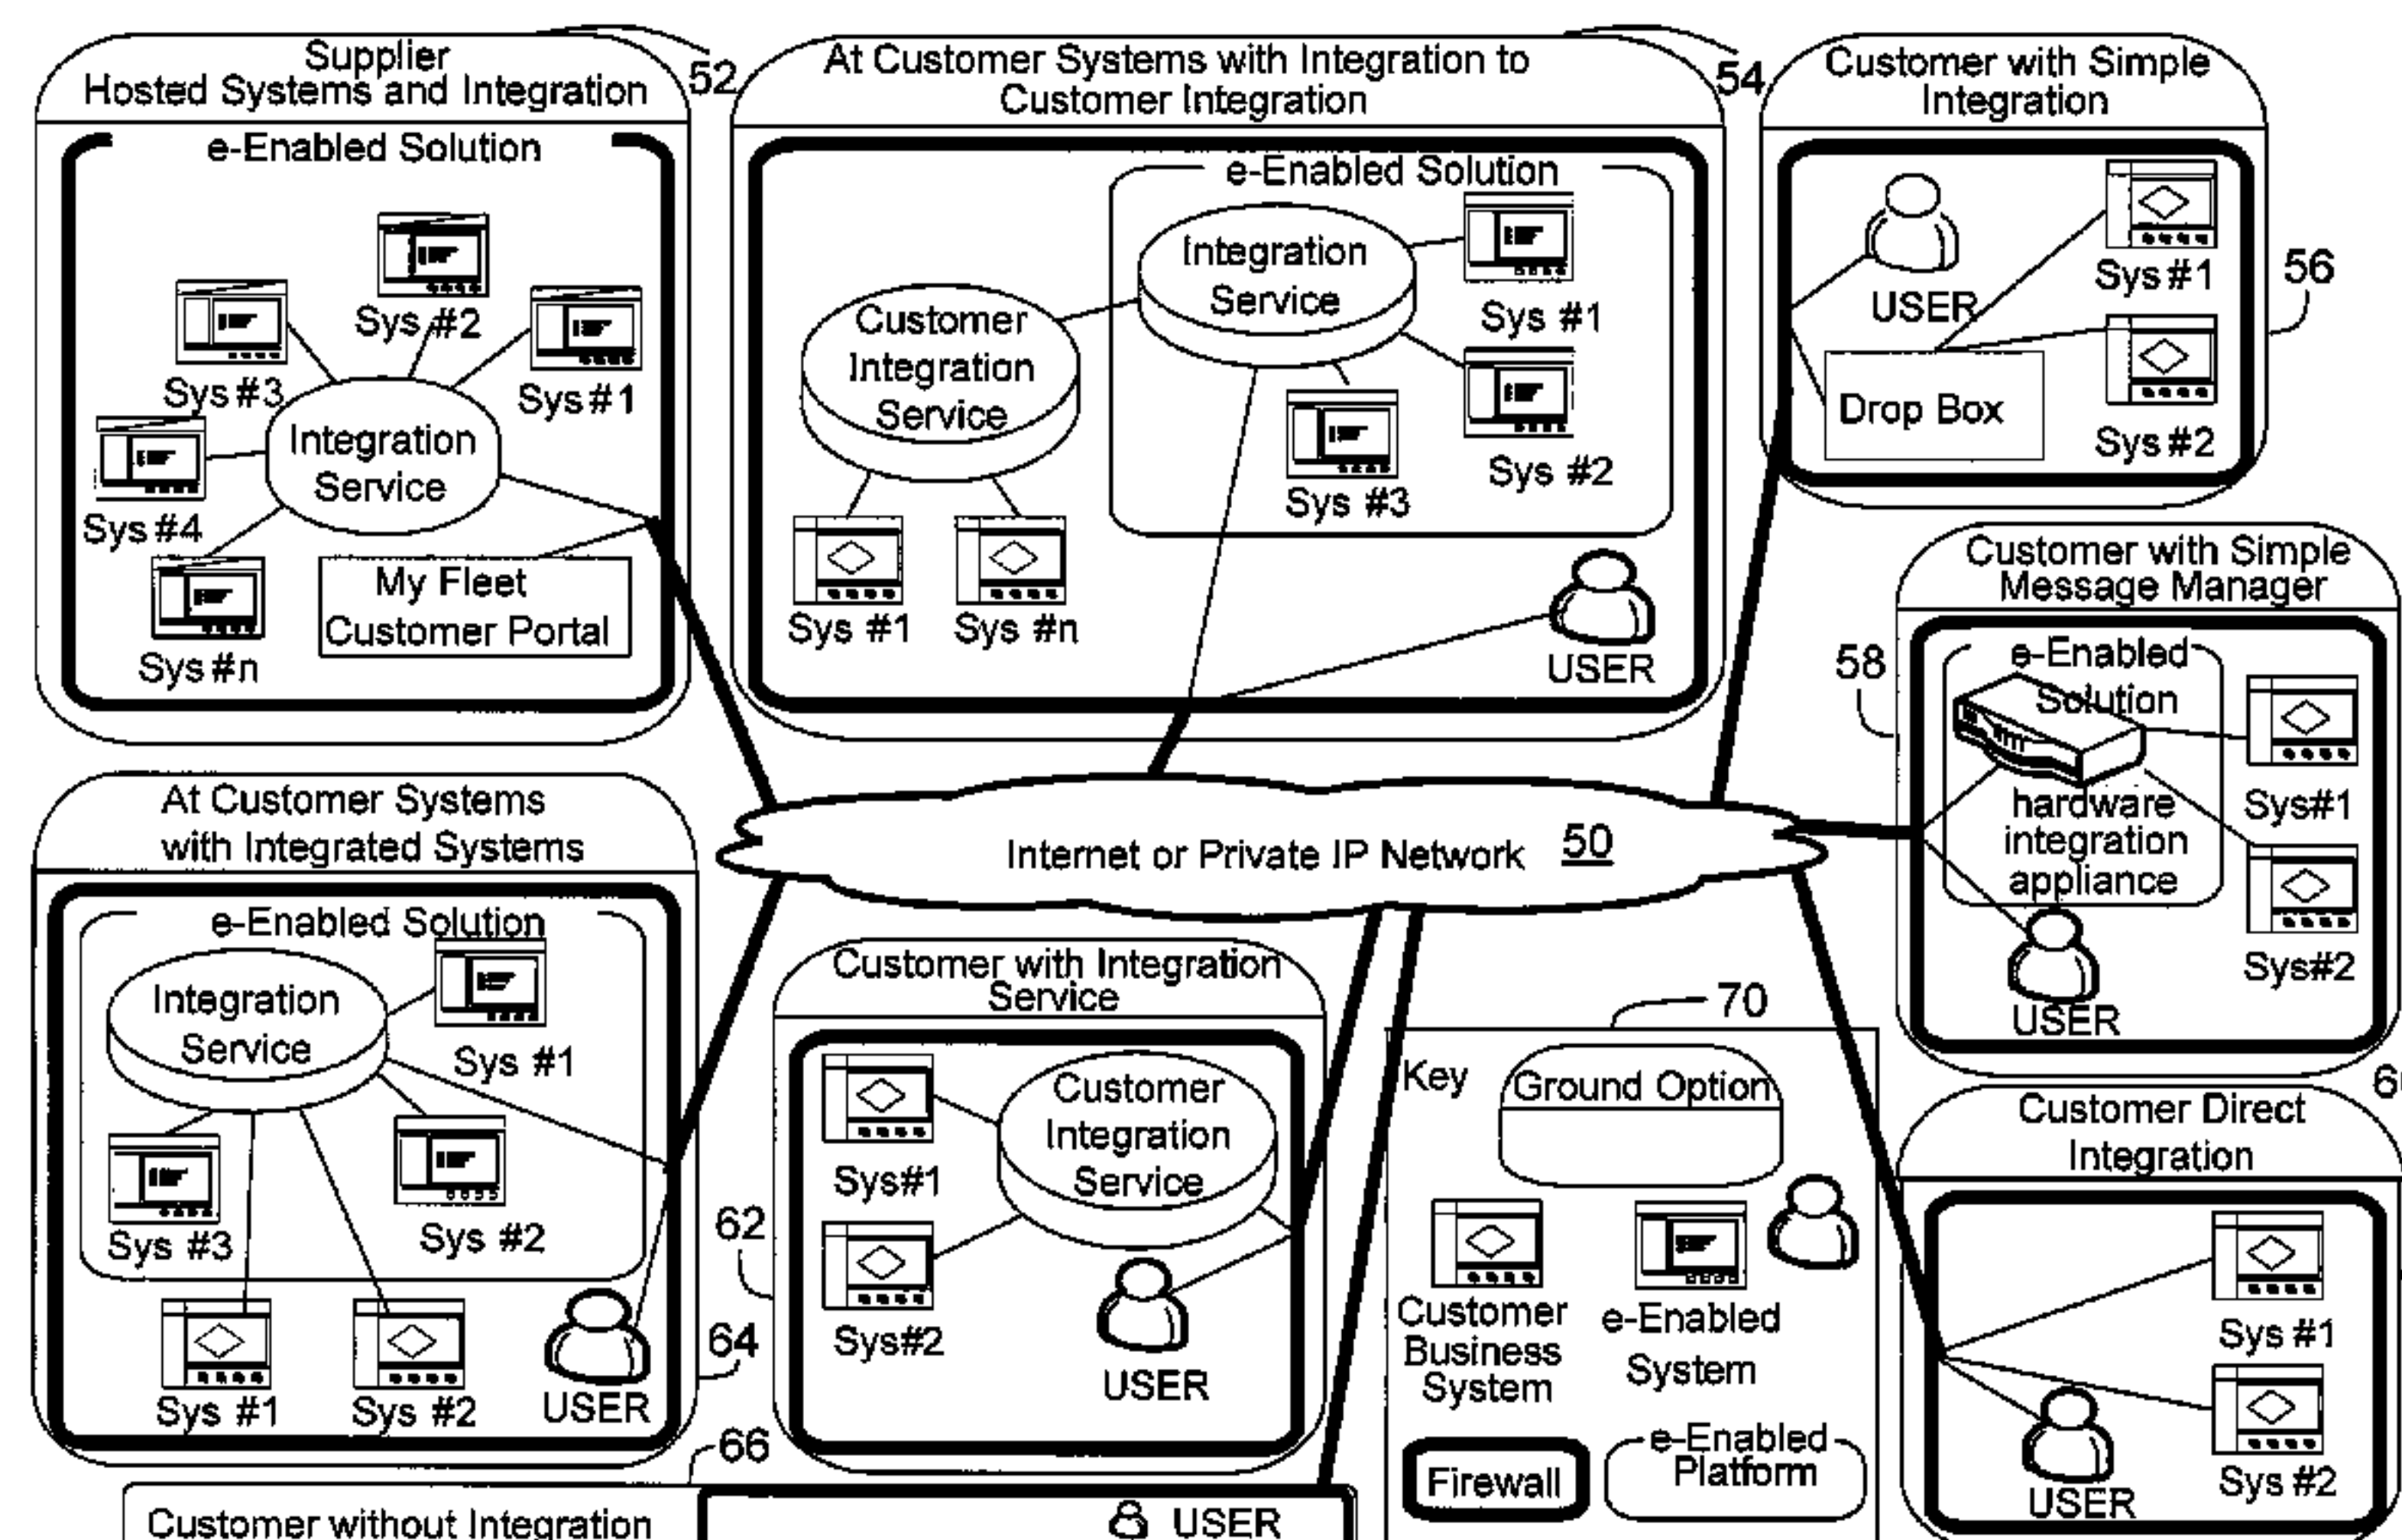 Supplier
Hosted Systems and Integration
52
e-Enabled Solution
Sys #2
Sys #3
Sys #1
Integration
Service
Sys #4
My Fleet
Customer Portal
Sys #n
At Customer Systems with Integration to
Customer Integration
54
e-Enabled Solution
Integration
Service
Sys #1
Customer
Integration
Service
Sys #2
Sys #3
Sys #1
Sys #n
USER
Customer with Simple
Integration
USER
Sys #1
56
Drop Box
Sys #2
Customer with Simple
Message Manager
58
e-Enabled
Solution
hardware
integration
appliance
Sys#1
Sys#2
USER
Internet or Private IP Network 50
At Customer Systems
with Integrated Systems
e-Enabled Solution
Integration
Service
Sys #1
Sys #3
Sys #2
Sys #1
Sys #2
USER
64
Customer with Integration
Service
Customer
Integration
Service
Sys#1
62
Sys#2
USER
70
Key
Ground Option
Customer
Business
System
e-Enabled
System
Firewall
e-Enabled
Platform
Customer Direct
Integration
Sys #1
Sys #2
USER
66
Customer without Integration
USER